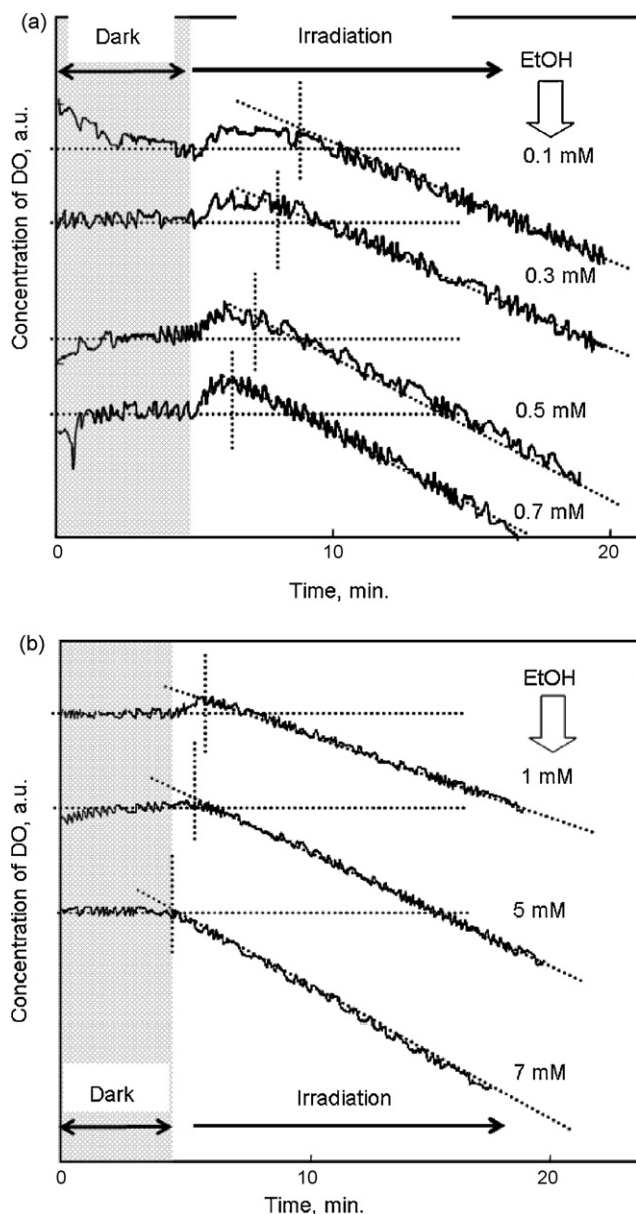 (a)
Dark
Irradiation
EtOH
0.1 mM
0.3 mM
0.5 mM
0.7 mM
Concentration of DO, a.u.
0
10
20
Time, min.
(b)
EtOH
1 mM
5 mM
7 mM
Concentration of DO, a.u.
Dark
Irradiation
0
10
20
Time, min.